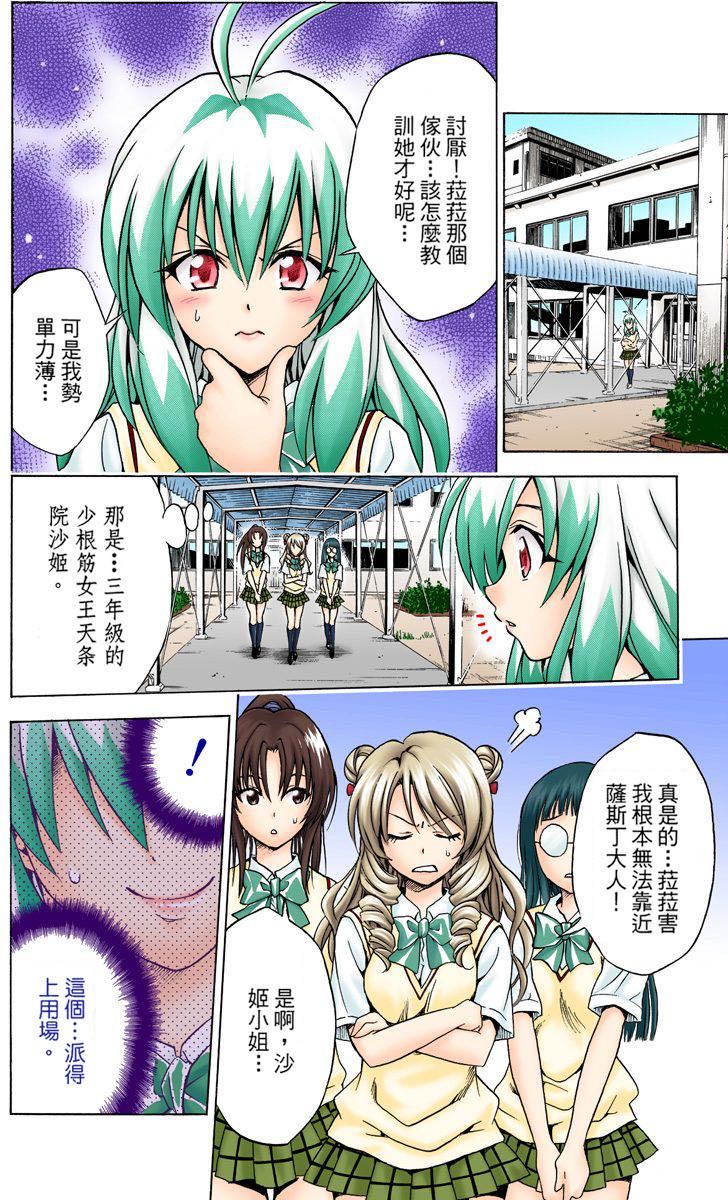 討厭！菈菈那個
傢伙…該怎麼教
訓她才好呢…
可是我勢
單力薄…
那是…三年級的
少根筋女王天条
院沙姬。
真是的…菈菈害
我根本無法靠近
薩斯丁大人！
是啊，沙
姬小姐…
！
這個…派得
上用場。